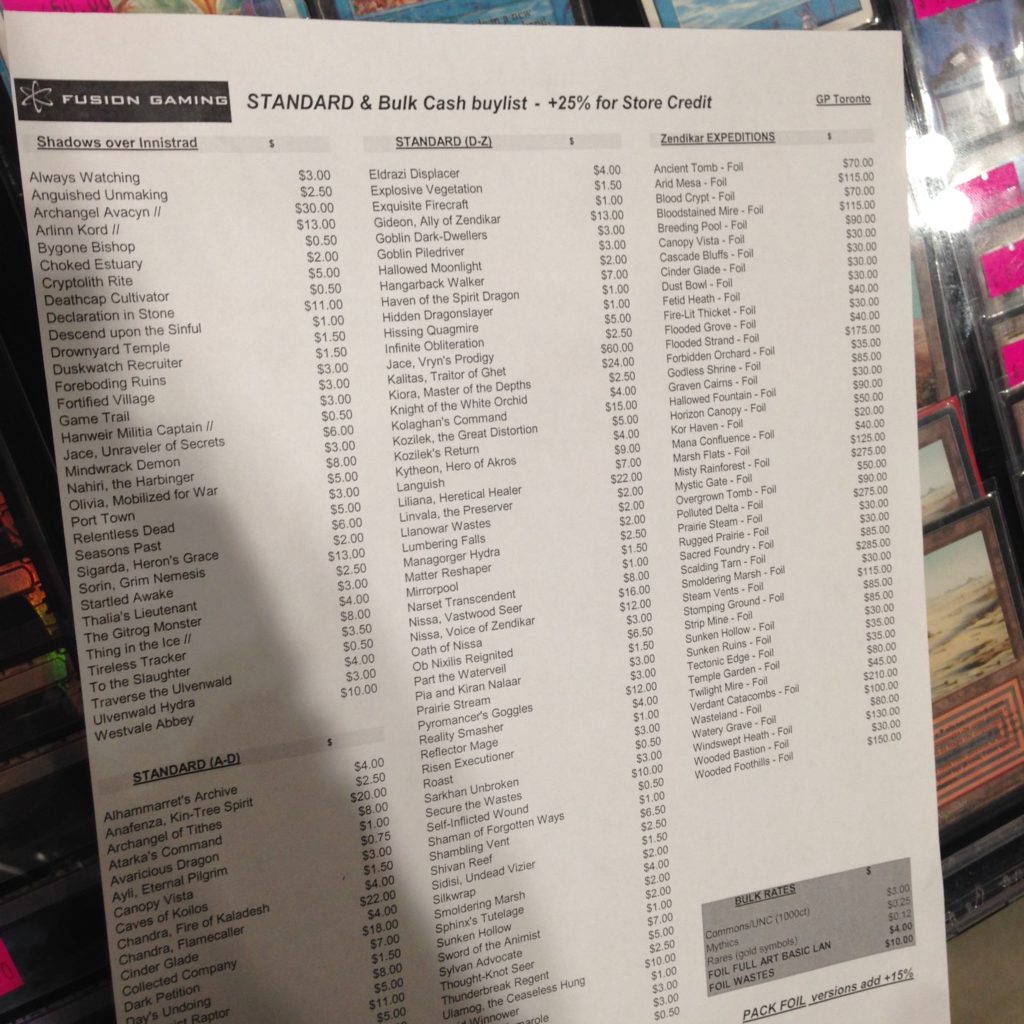 FUSION GAMING
STANDARD & Bulk Cash buylist - +25% for Store Credit
GP Toronto
Shadows over Innistrad $
Always Watching $3.00
Anguished Unmaking $2.50
Archangel Avacyn // $30.00
Arlinn Kord // $13.00
Bygone Bishop $0.50
Choked Estuary $2.00
Cryptolith Rite $5.00
Deathcap Cultivator $0.50
Declaration in Stone $11.00
Descend upon the Sinful $1.00
Drownyard Temple $1.50
Duskwatch Recruiter $1.50
Foreboding Ruins $3.00
Fortified Village $3.00
Game Trail $3.00
Hanweir Militia Captain // $0.50
Jace, Unraveler of Secrets $6.00
Mindwrack Demon $3.00
Nahiri, the Harbinger $8.00
Olivia, Mobilized for War $5.00
Port Town $3.00
Relentless Dead $5.00
Seasons Past $6.00
Sigarda, Heron's Grace $2.00
Sorin, Grim Nemesis $13.00
Startled Awake $2.50
Thalia's Lieutenant $3.00
The Gitrog Monster $4.00
Thing in the Ice // $8.00
Tireless Tracker $3.50
To the Slaughter $0.50
Traverse the Ulvenwald $4.00
Ulvenwald Hydra $3.00
Westvale Abbey $10.00
STANDARD (A-D) $
Alhammarret's Archive $4.00
Anafenza, Kin-Tree Spirit $2.50
Archangel of Tithes $20.00
Atarka's Command $8.00
Avaricious Dragon $1.00
Ayli, Eternal Pilgrim $0.75
Canopy Vista $3.00
Caves of Koilos $1.50
Chandra, Fire of Kaladesh $4.00
Chandra, Flamecaller $22.00
Cinder Glade $4.00
Collected Company $18.00
Dark Petition $7.00
Day's Undoing $1.50
Raptor $8.00
$5.00
$11.00
$5.00
STANDARD (D-Z) $
Eldrazi Displacer $4.00
Explosive Vegetation $1.50
Exquisite Firecraft $1.00
Gideon, Ally of Zendikar $13.00
Goblin Dark-Dwellers $3.00
Goblin Piledriver $3.00
Hallowed Moonlight $2.00
Hangarback Walker $7.00
Haven of the Spirit Dragon $1.00
Hidden Dragonslayer $1.00
Hissing Quagmire $5.00
Infinite Obliteration $2.50
Jace, Vryn's Prodigy $60.00
Kalitas, Traitor of Ghet $24.00
Kiora, Master of the Depths $2.50
Knight of the White Orchid $4.00
Kolaghan's Command $15.00
Kozilek, the Great Distortion $5.00
Kozilek's Return $4.00
Kytheon, Hero of Akros $9.00
Languish $7.00
Liliana, Heretical Healer $22.00
Linvala, the Preserver $2.00
Llanowar Wastes $2.00
Lumbering Falls $2.50
Managorger Hydra $1.50
Matter Reshaper $1.00
Mirrorpool $8.00
Narset Transcendent $16.00
Nissa, Vastwood Seer $12.00
Nissa, Voice of Zendikar $3.00
Oath of Nissa $6.50
Ob Nixilis Reignited $1.50
Part the Waterveil $3.00
Pia and Kiran Nalaar $3.00
Prairie Stream $12.00
Pyromancer's Goggles $4.00
Reality Smasher $1.00
Reflector Mage $3.00
Risen Executioner $0.50
Roast $3.00
Sarkhan Unbroken $10.00
Secure the Wastes $0.50
Self-Inflicted Wound $1.00
Shaman of Forgotten Ways $6.50
Shambling Vent $2.50
Shivan Reef $1.50
Sidisi, Undead Vizier $2.00
Silkwrap $4.00
Smoldering Marsh $2.00
Sphinx's Tutelage $2.00
Sunken Hollow $1.00
Sword of the Animist $7.00
Sylvan Advocate $5.00
Thought-Knot Seer $2.50
Thunderbreak Regent $10.00
Ulamog, the Ceaseless Hung $1.00
Winnower $3.00
$3.00
$0.50
Zendikar EXPEDITIONS $
Ancient Tomb - Foil $70.00
Arid Mesa - Foil $115.00
Blood Crypt - Foil $70.00
Bloodstained Mire - Foil $115.00
Breeding Pool - Foil $90.00
Canopy Vista - Foil $30.00
Cascade Bluffs - Foil $30.00
Cinder Glade - Foil $30.00
Dust Bowl - Foil $30.00
Fetid Heath - Foil $40.00
Fire-Lit Thicket - Foil $30.00
Flooded Grove - Foil $40.00
Flooded Strand - Foil $175.00
Forbidden Orchard - Foil $35.00
Godless Shrine - Foil $85.00
Graven Cairns - Foil $30.00
Hallowed Fountain - Foil $90.00
Horizon Canopy - Foil $50.00
Kor Haven - Foil $20.00
Mana Confluence - Foil $40.00
Marsh Flats - Foil $125.00
Misty Rainforest - Foil $275.00
Mystic Gate - Foil $50.00
Overgrown Tomb - Foil $90.00
Polluted Delta - Foil $275.00
Prairie Steam - Foil $30.00
Rugged Prairie - Foil $30.00
Sacred Foundry - Foil $85.00
Scalding Tarn - Foil $285.00
Smoldering Marsh - Foil $30.00
Steam Vents - Foil $115.00
Stomping Ground - Foil $85.00
Strip Mine - Foil $85.00
Sunken Hollow - Foil $30.00
Sunken Ruins - Foil $35.00
Tectonic Edge - Foil $35.00
Temple Garden - Foil $80.00
Twilight Mire - Foil $45.00
Verdant Catacombs - Foil $210.00
Wasteland - Foil $100.00
Watery Grave - Foil $80.00
Windswept Heath - Foil $130.00
Wooded Bastion - Foil $30.00
Wooded Foothills - Foil $150.00
BULK RATES $
Commons/UNC (1000ct) $3.00
Mythics $0.25
Rares (gold symbols) $0.12
FOIL FULL ART BASIC LAN $4.00
FOIL WASTES $10.00
PACK FOIL versions add +15%